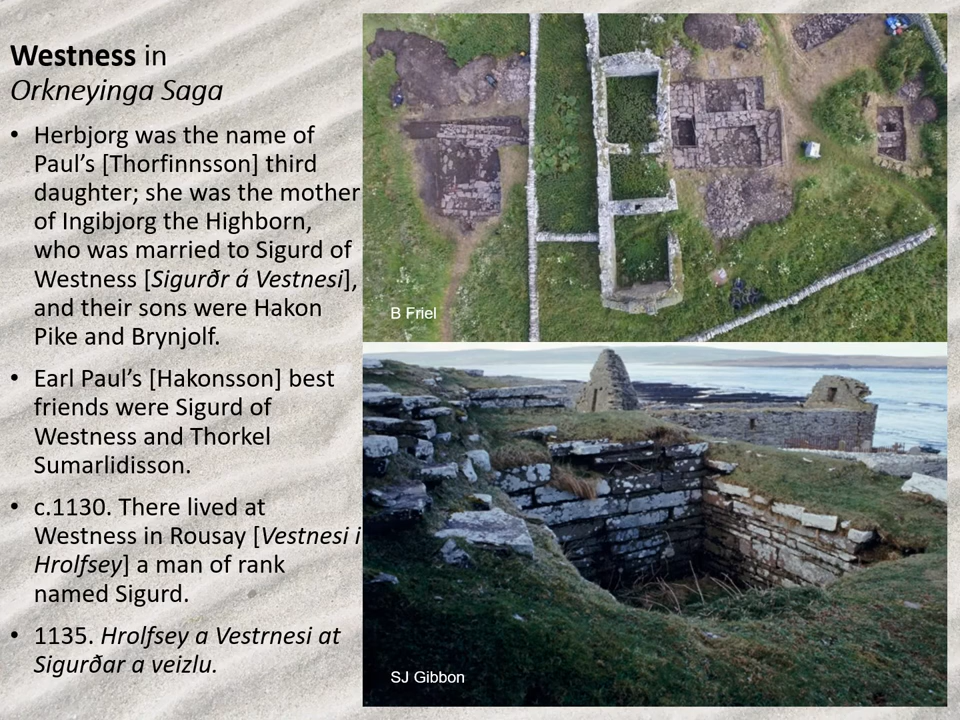 Westness in
Orkneyinga Saga
• Herbjorg was the name of
Paul’s [Thorfinnsson] third
daughter; she was the mother
of Ingibjorg the Highborn,
who was married to Sigurd of
Westness [Sigurðr á Vestnesi],
and their sons were Hakon
Pike and Brynjolf.
• Earl Paul’s [Hakonsson] best
friends were Sigurd of
Westness and Thorkel
Sumarlidisson.
• c.1130. There lived at
Westness in Rousay [Vestnesi i
Hrolfsey] a man of rank
named Sigurd.
• 1135. Hrolfsey a Vestrnesi at
Sigurðar a veizlu.
B Friel
SJ Gibbon